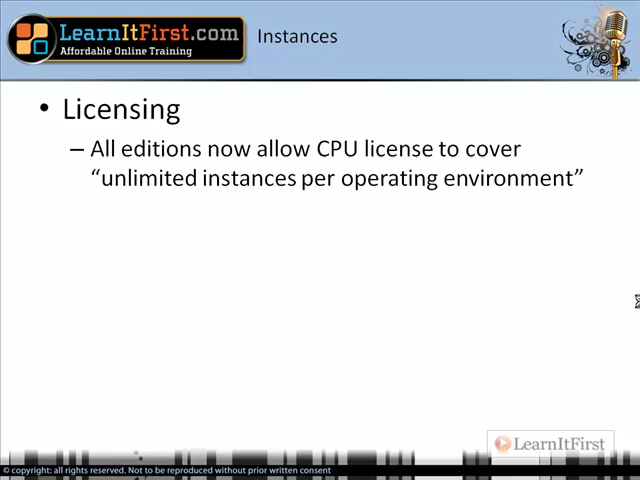 LearnItFirst.com
Affordable Online Training
Instances
• Licensing
– All editions now allow CPU license to cover
“unlimited instances per operating environment”
LearnItFirst
© copyright: all rights reserved. Not to be reproduced without prior written consent